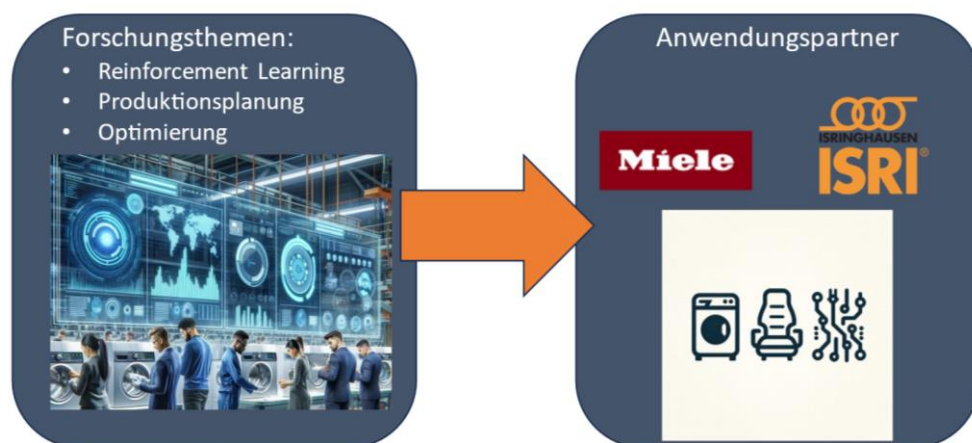 Forschungsthemen:
• Reinforcement Learning
• Produktionsplanung
• Optimierung
Anwendungspartner
Miele
ISRINGHAUSEN
ISRI®